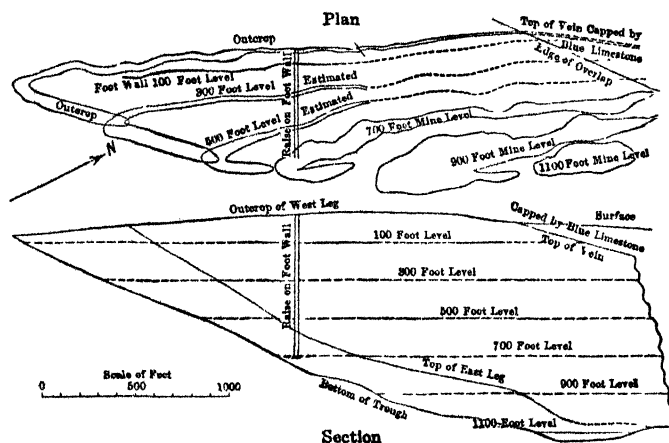 Plan
Top of Vein Capped by
Blue Limestone
Outcrop
Edge of Overlap
Foot Wall 100 Foot Level
300 Foot Level
Estimated
Raise on Foot Wall
Outcrop
Estimated
500 Foot Level
700 Foot Mine Level
900 Foot Mine Level
1100 Foot Mine Level
N
Outcrop of West Leg
Capped by Blue Limestone
Surface
100 Foot Level
Top of Vein
Raise on Foot Wall
300 Foot Level
500 Foot Level
700 Foot Level
Top of East Leg
900 Foot Level
Scale of Feet
0 500 1000
Bottom of Trough
1100 Foot Level
Section